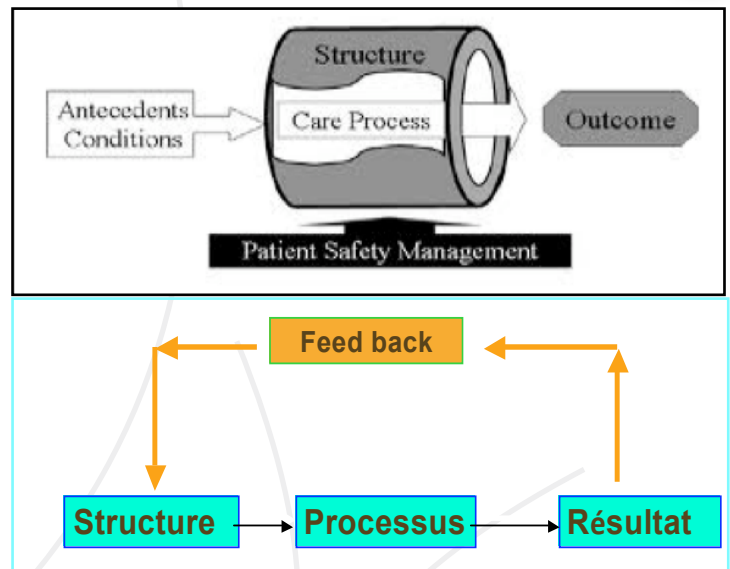 Structure
Antecedents
Conditions
Care Process
Outcome
Patient Safety Management
Feed back
Structure
Processus
Résultat